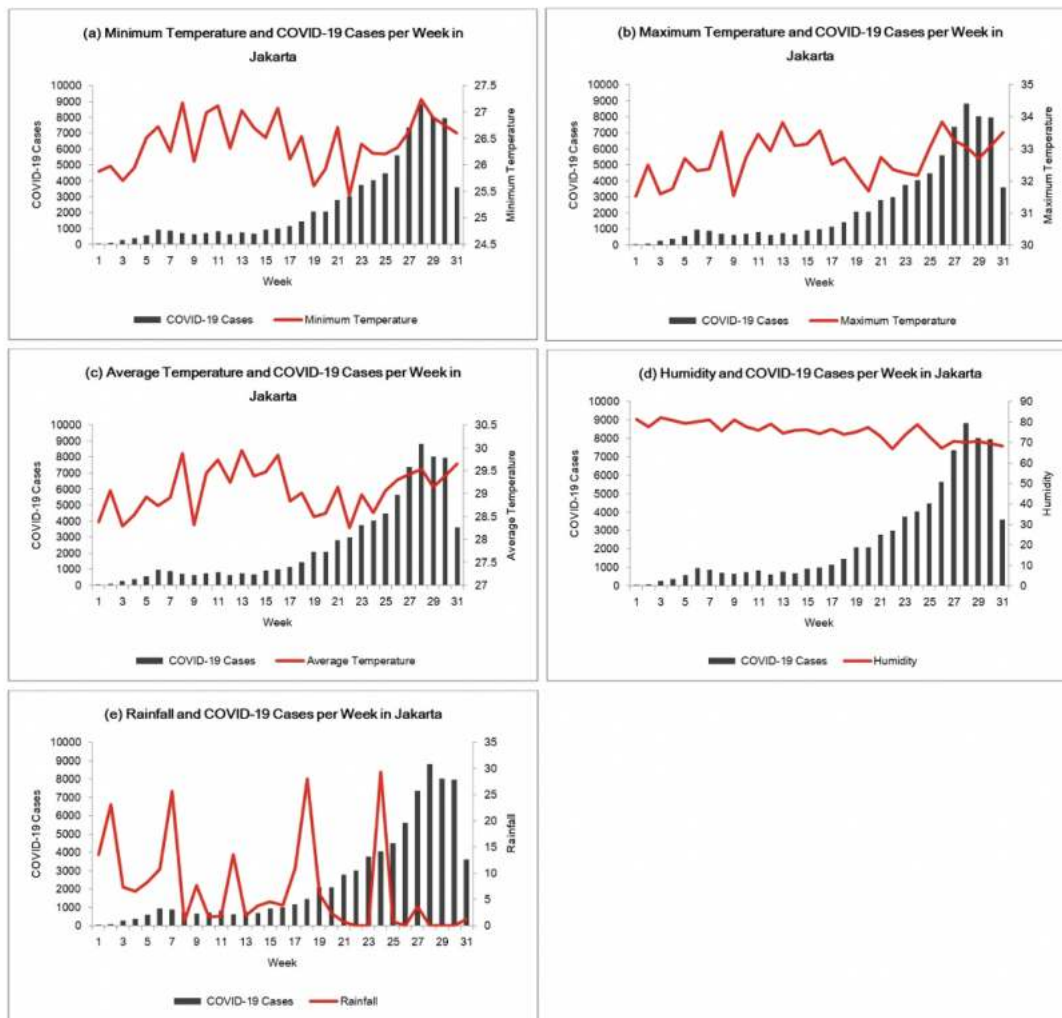 (a) Minimum Temperature and COVID-19 Cases per Week in
Jakarta
10000
9000
8000
7000
6000
5000
4000
3000
2000
1000
0
COVID-19 Cases
27.5
27
26.5
26
25.5
25
24.5
Minimum Temperature
1 3 5 7 9 11 13 15 17 19 21 23 25 27 29 31
Week
COVID-19 Cases Minimum Temperature
(b) Maximum Temperature and COVID-19 Cases per Week in
Jakarta
10000
9000
8000
7000
6000
5000
4000
3000
2000
1000
0
COVID-19 Cases
35
34
33
32
31
30
Maximum Temperature
1 3 5 7 9 11 13 15 17 19 21 23 25 27 29 31
Week
COVID-19 Cases Maximum Temperature
(c) Average Temperature and COVID-19 Cases per Week in
Jakarta
10000
9000
8000
7000
6000
5000
4000
3000
2000
1000
0
COVID-19 Cases
30.5
30
29.5
29
28.5
28
27.5
27
Average Temperature
1 3 5 7 9 11 13 15 17 19 21 23 25 27 29 31
Week
COVID-19 Cases Average Temperature
(d) Humidity and COVID-19 Cases per Week in Jakarta
10000
9000
8000
7000
6000
5000
4000
3000
2000
1000
0
COVID-19 Cases
90
80
70
60
50
40
30
20
10
0
Humidity
1 3 5 7 9 11 13 15 17 19 21 23 25 27 29 31
Week
COVID-19 Cases Humidity
(e) Rainfall and COVID-19 Cases per Week in Jakarta
10000
9000
8000
7000
6000
5000
4000
3000
2000
1000
0
COVID-19 Cases
35
30
25
20
15
10
5
0
Rainfall
1 3 5 7 9 11 13 15 17 19 21 23 25 27 29 31
Week
COVID-19 Cases Rainfall